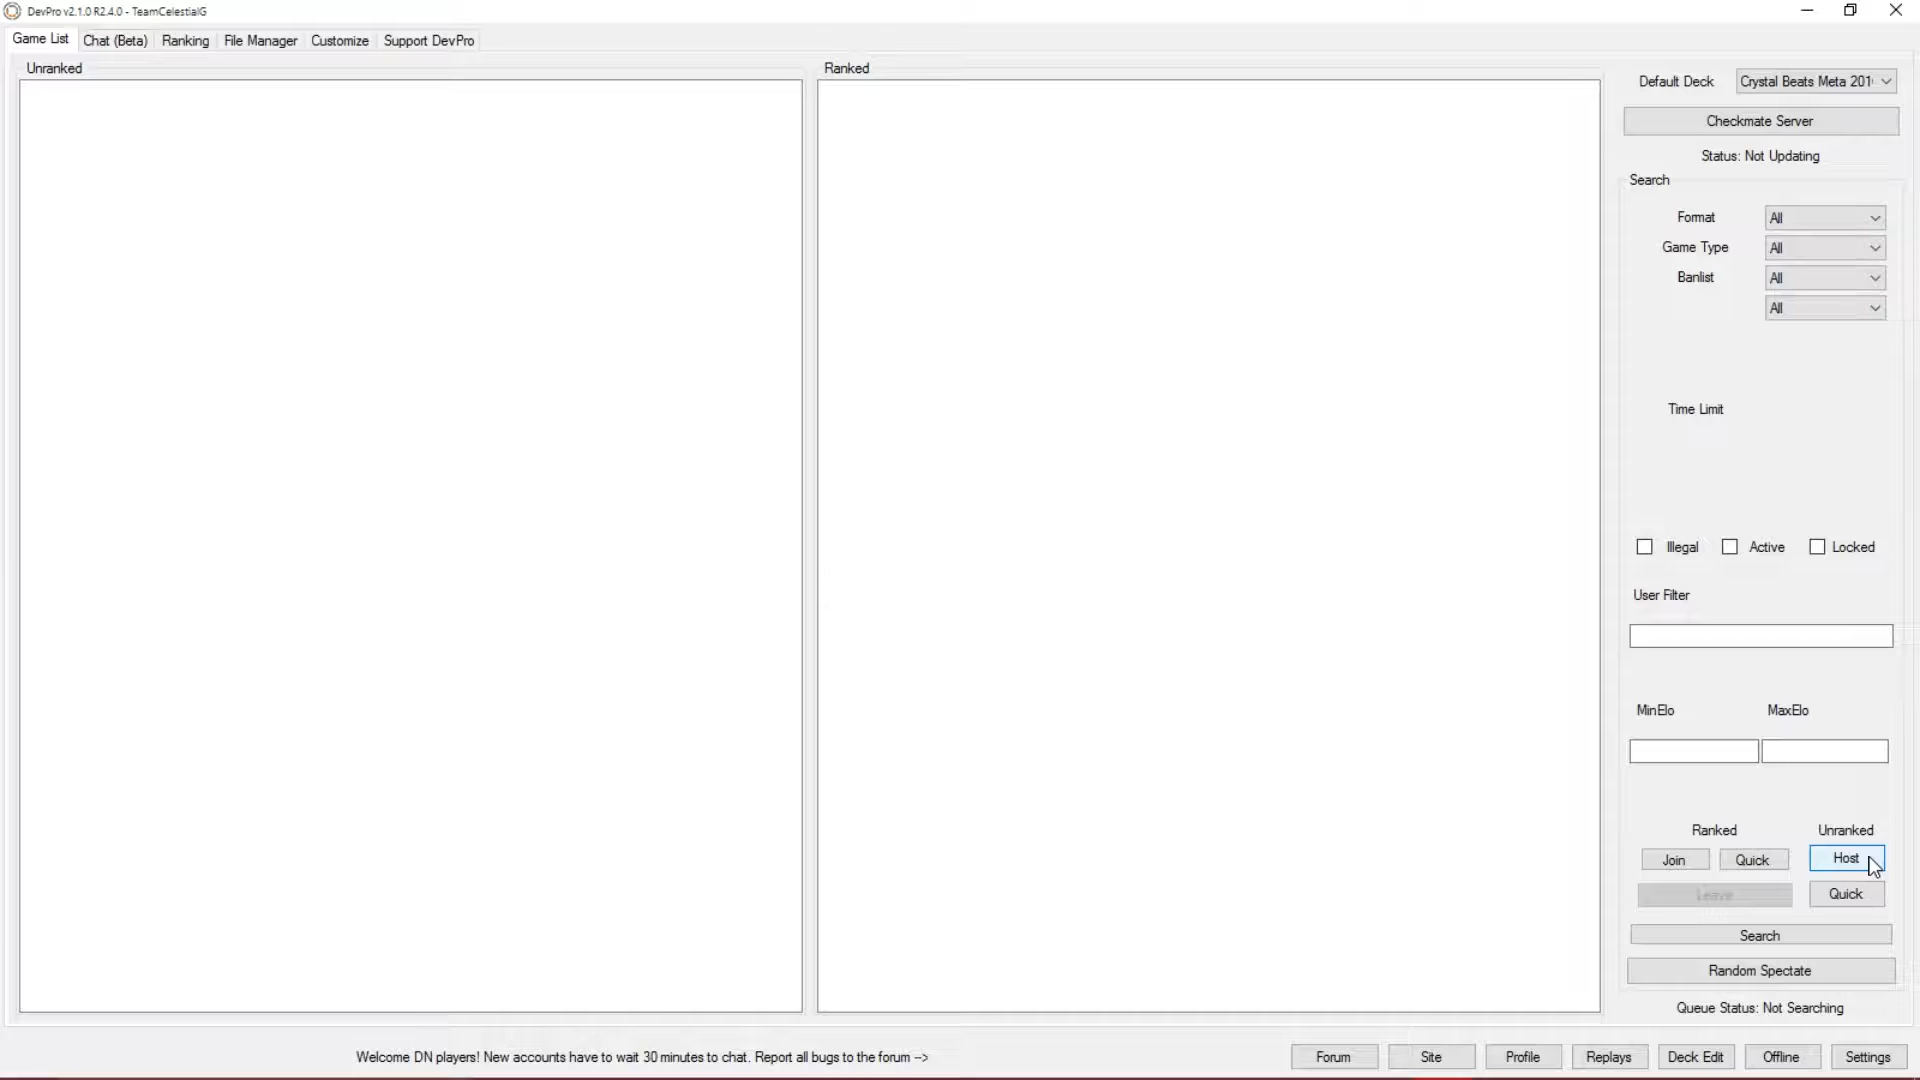 DevPro v2.1.0 R2.4.0 - TeamCelestialG
Game List Chat (Beta) Ranking File Manager Customize Support DevPro
Unranked
Ranked
Default Deck Crystal Beats Meta 201
Checkmate Server
Status: Not Updating
Search
Format All
Game Type All
Banlist All
All
Time Limit
Illegal Active Locked
User Filter
MinElo MaxElo
Ranked Unranked
Join Quick Host
Leave Quick
Search
Random Spectate
Queue Status: Not Searching
Welcome DN players! New accounts have to wait 30 minutes to chat. Report all bugs to the forum -->
Forum Site Profile Replays Deck Edit Offline Settings